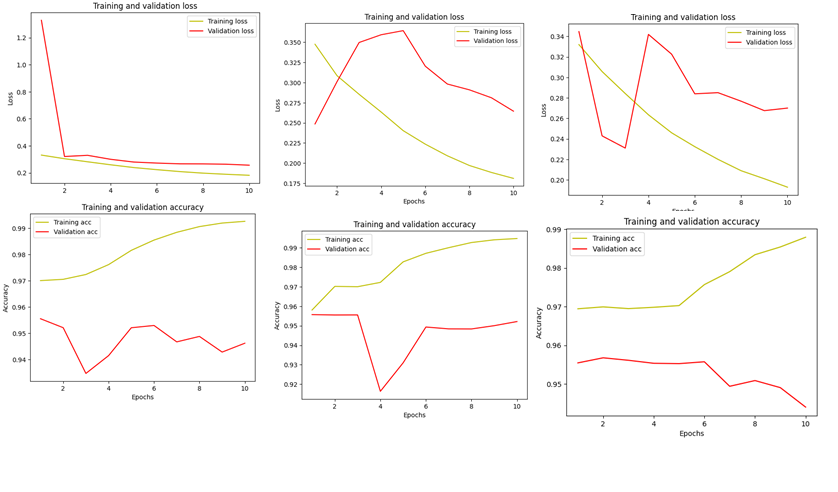 Training and validation loss
Training loss
Validation loss
1.2
1.0
0.8
0.6
0.4
0.2
Loss
2 4 6 8 10
Epochs
Training and validation loss
Training loss
Validation loss
0.350
0.325
0.300
0.275
0.250
0.225
0.200
0.175
Loss
2 4 6 8 10
Epochs
Training and validation loss
Training loss
Validation loss
0.34
0.32
0.30
0.28
0.26
0.24
0.22
0.20
Loss
2 4 6 8 10
Epochs
Training and validation accuracy
Training acc
Validation acc
0.99
0.98
0.97
0.96
0.95
0.94
Accuracy
2 4 6 8 10
Epochs
Training and validation accuracy
Training acc
Validation acc
0.99
0.98
0.97
0.96
0.95
0.94
0.93
0.92
Accuracy
2 4 6 8 10
Epochs
Training and validation accuracy
Training acc
Validation acc
0.99
0.98
0.97
0.96
0.95
Accuracy
2 4 6 8 10
Epochs